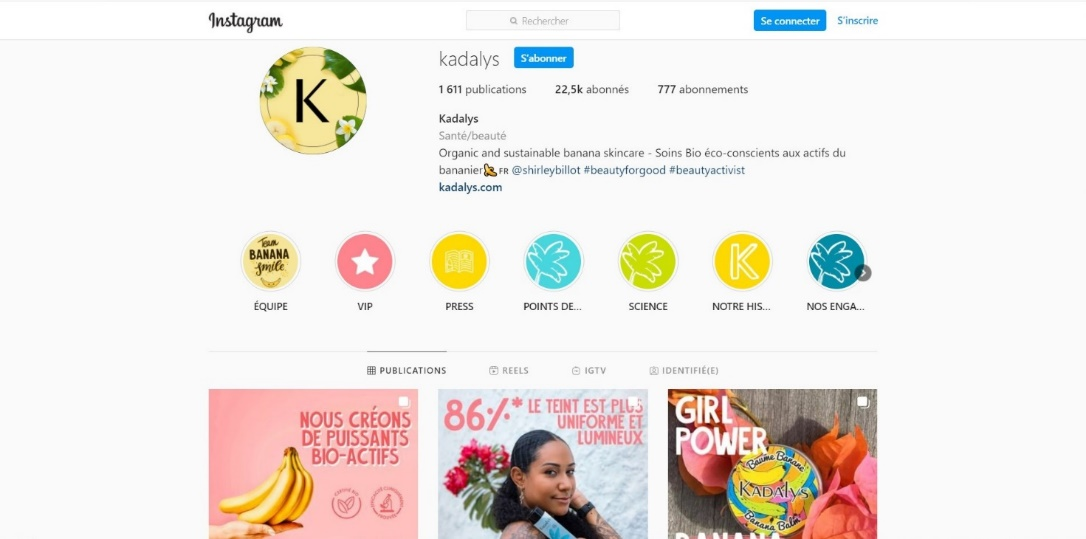 Instagram
Rechercher
Se connecter
S'inscrire
K
kadalys
S'abonner
1 611 publications
22,5k abonnés
777 abonnements
Kadalys
Santé/beauté
Organic and sustainable banana skincare - Soins Bio éco-conscients aux actifs du
bananier FR @shirleybillot #beautyforgood #beautyactivist
kadalys.com
Team
BANANA
Smile
K
ÉQUIPE
VIP
PRESS
POINTS DE...
SCIENCE
NOTRE HIS...
NOS ENGA...
PUBLICATIONS
REELS
IGTV
IDENTIFIÉ(E)
NOUS CRÉONS
DE PUISSANTS
BIO-ACTIFS
86%* LE TEINT EST PLUS
UNIFORME ET
LUMINEUX
GIRL
POWER
Baume Banane
KADALYS
Banana Balm
BANANA